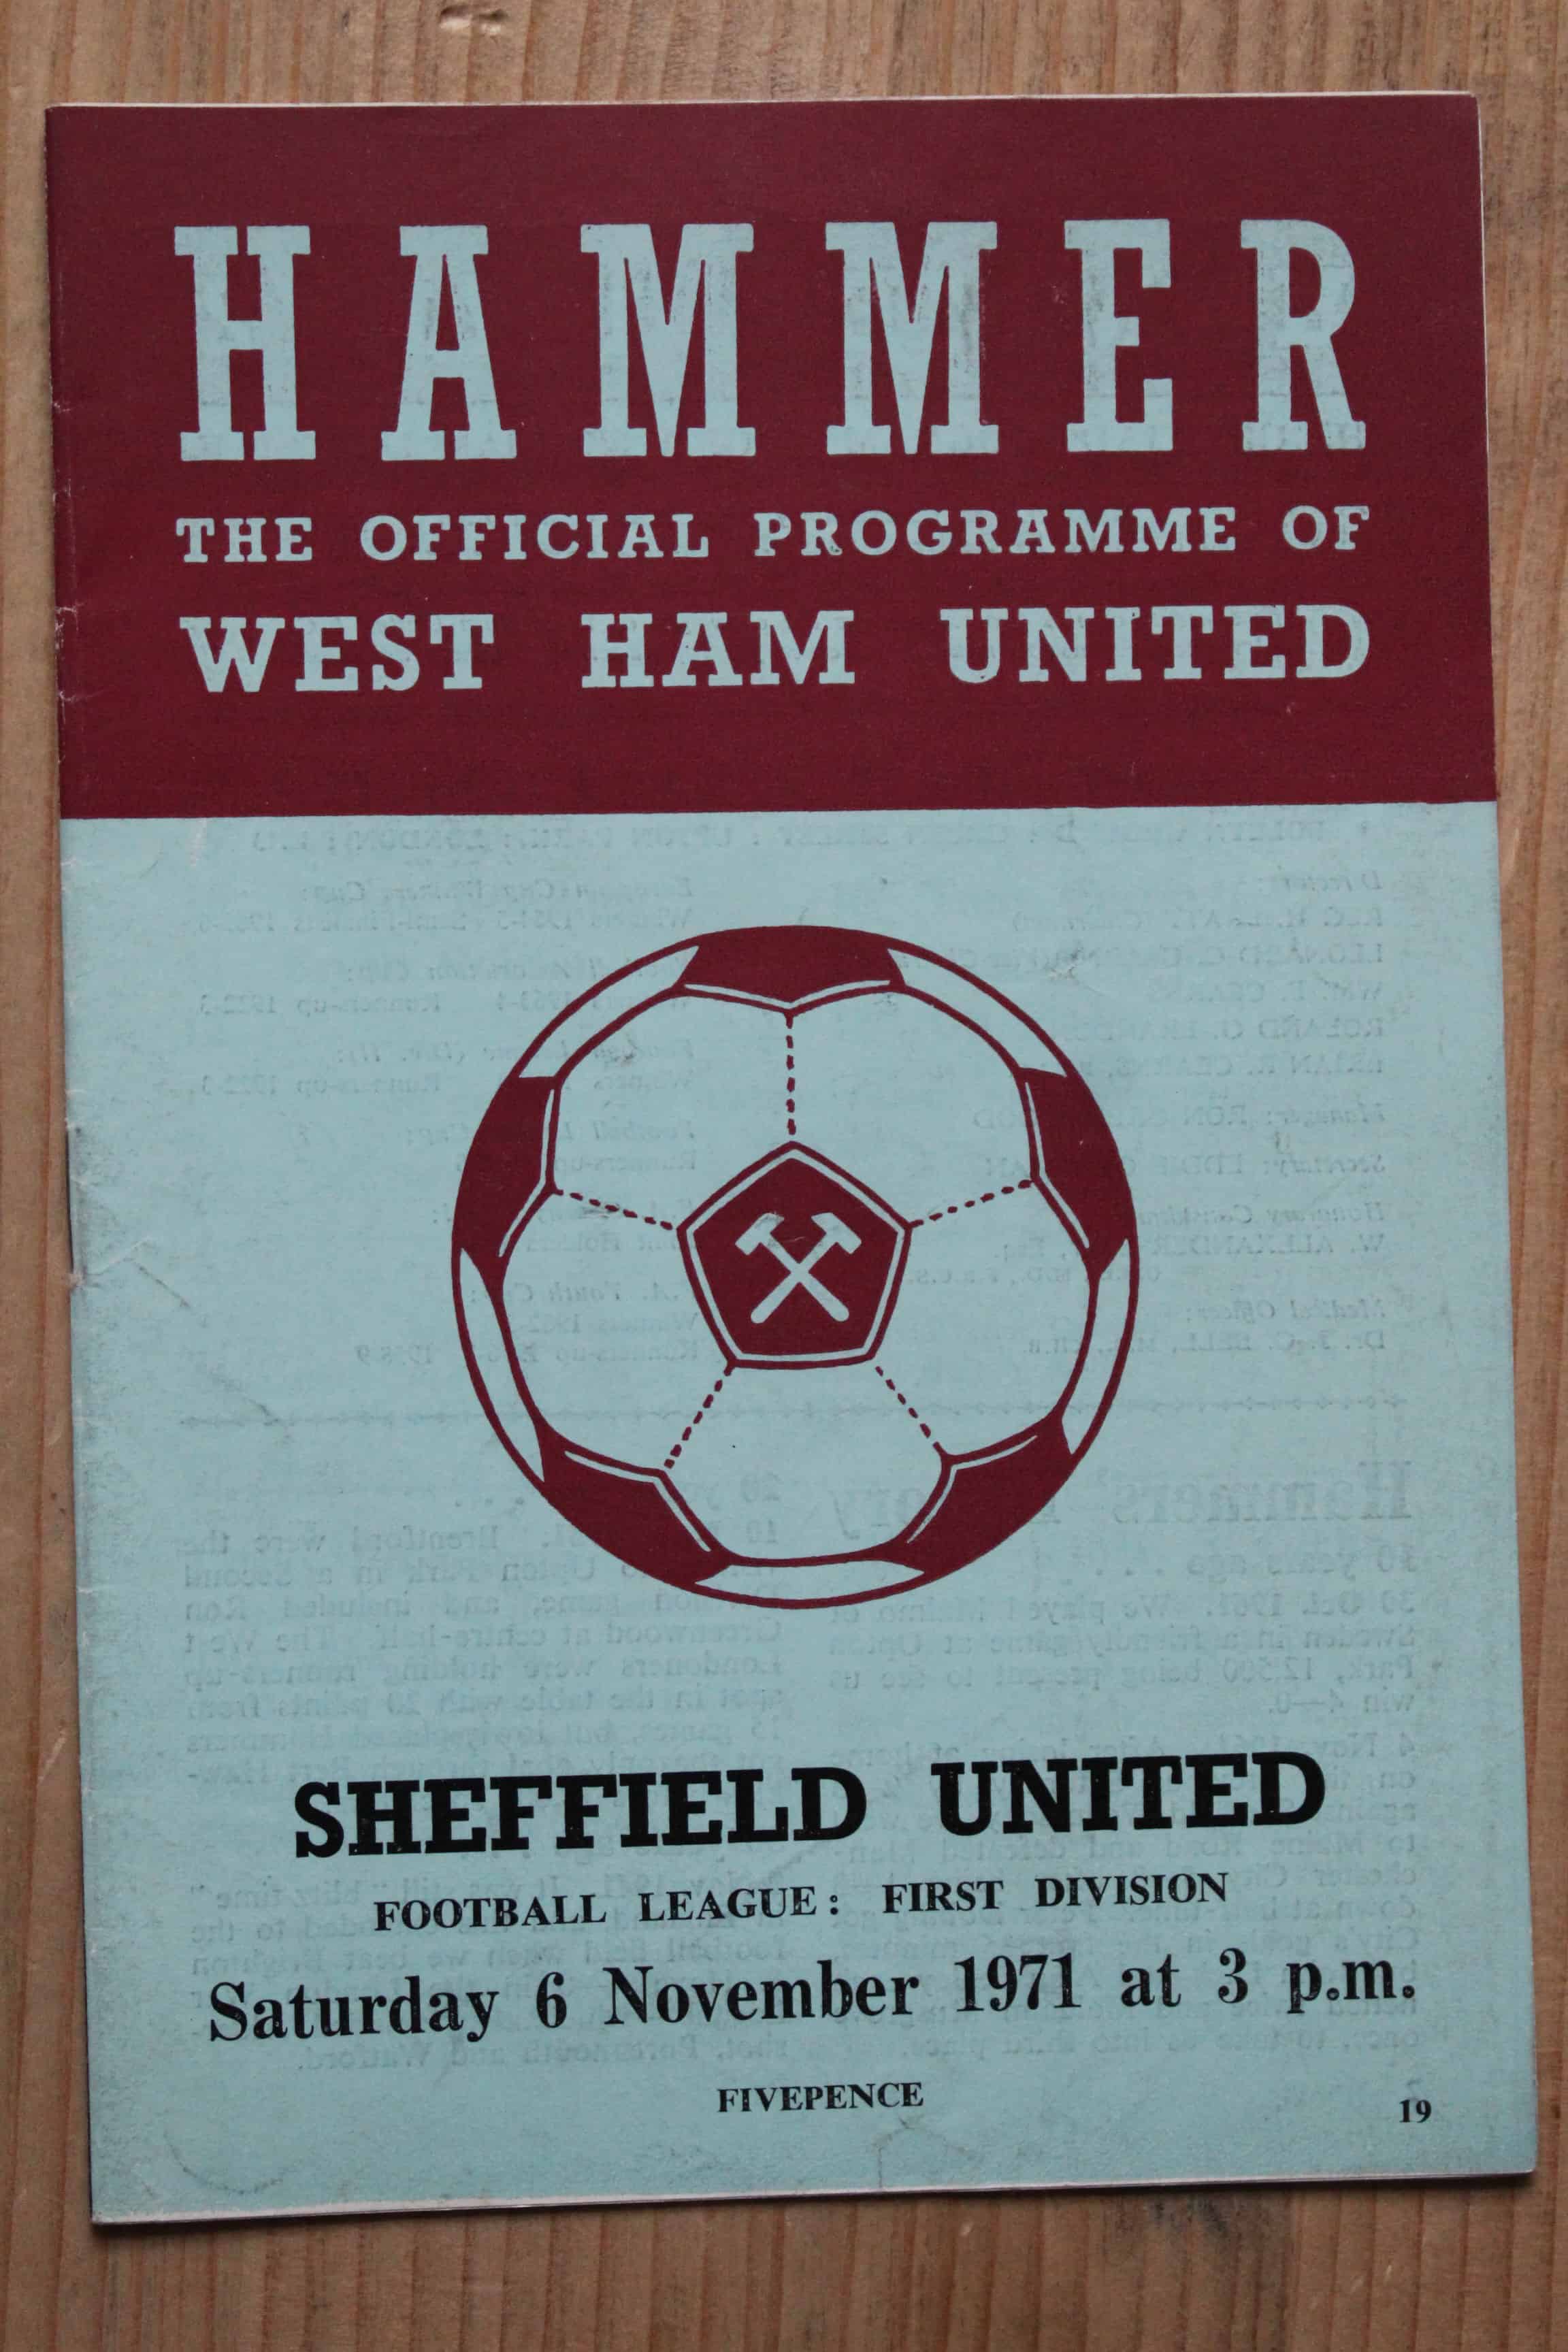 HAMMER
THE OFFICIAL PROGRAMME OF
WEST HAM UNITED
SHEFFIELD UNITED
FOOTBALL LEAGUE: FIRST DIVISION
Saturday 6 November 1971 at 3 p.m.
FIVEPENCE
19